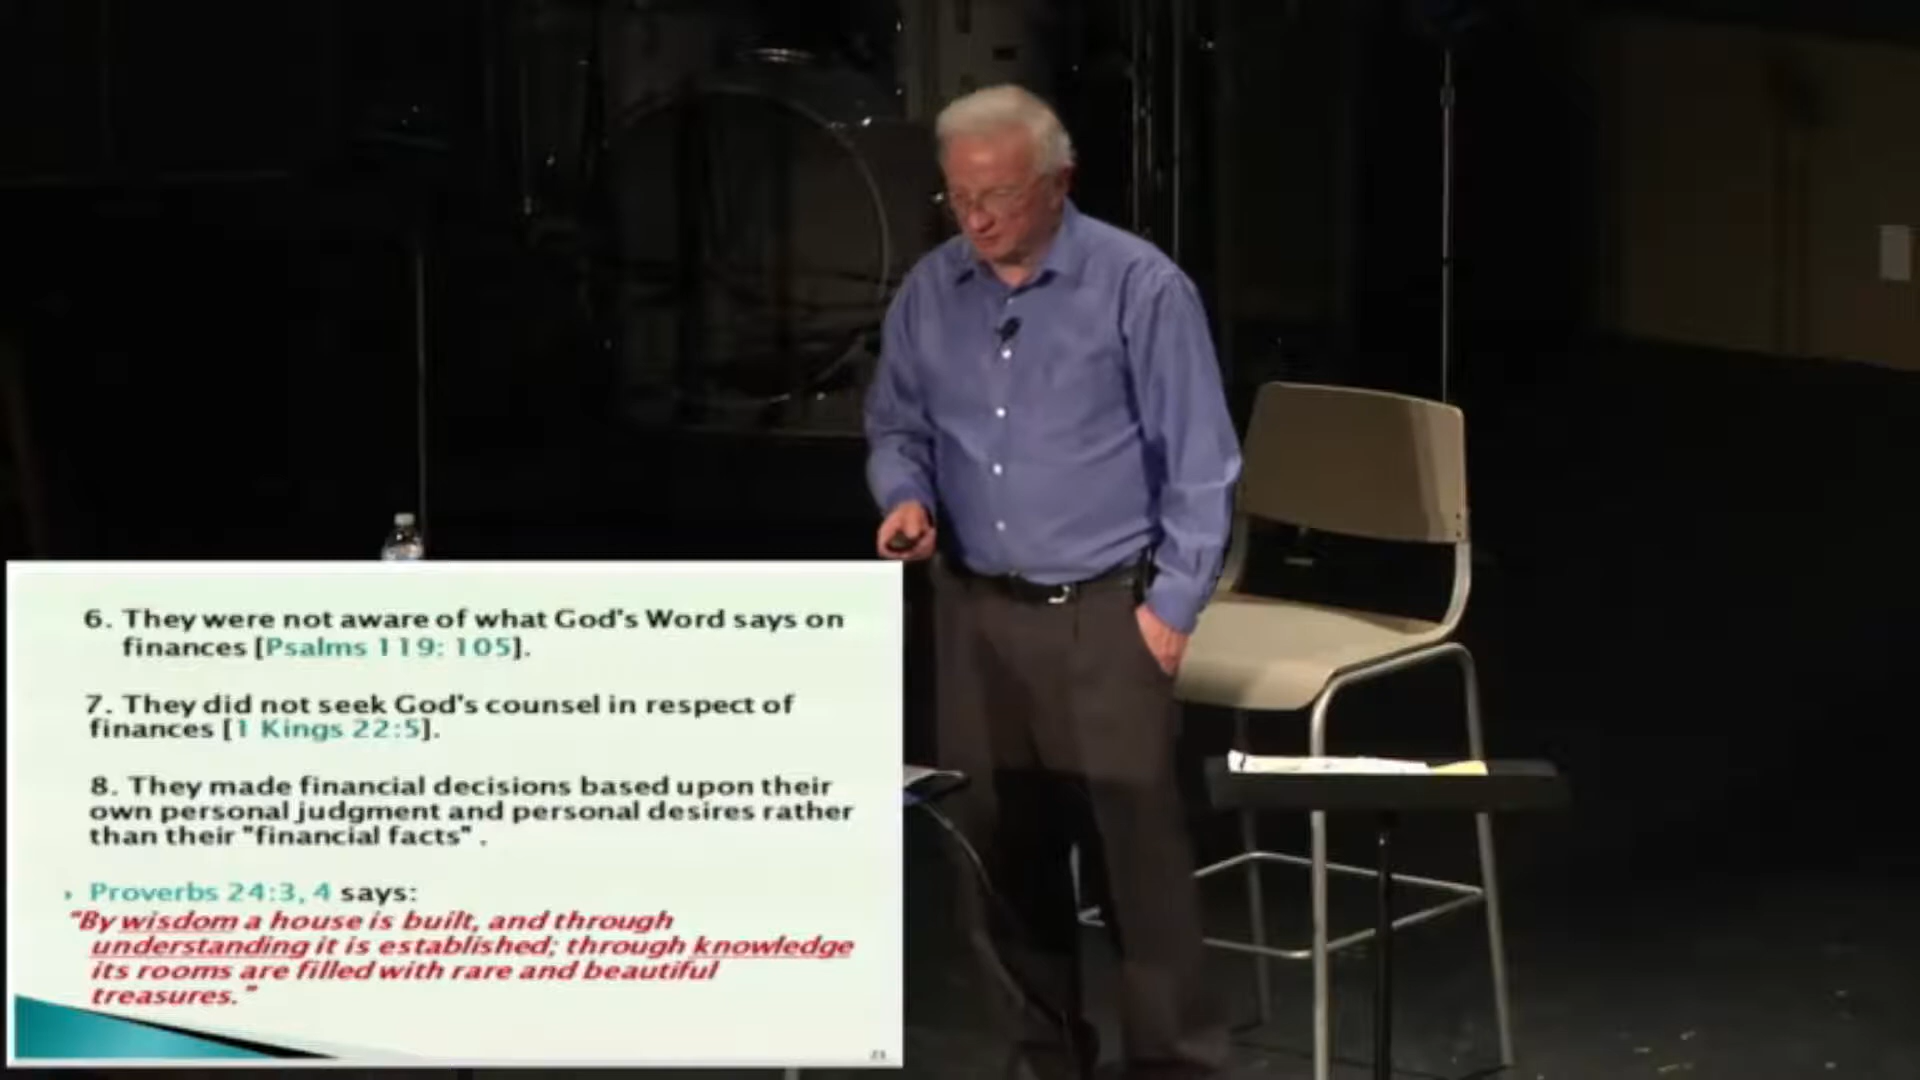 6. They were not aware of what God's Word says on
finances [Psalms 119: 105].
7. They did not seek God's counsel in respect of
finances [1 Kings 22:5].
8. They made financial decisions based upon their
own personal judgment and personal desires rather
than their "financial facts" .
Proverbs 24:3, 4 says:
"By wisdom a house is built, and through
understanding it is established; through knowledge
its rooms are filled with rare and beautiful
treasures."